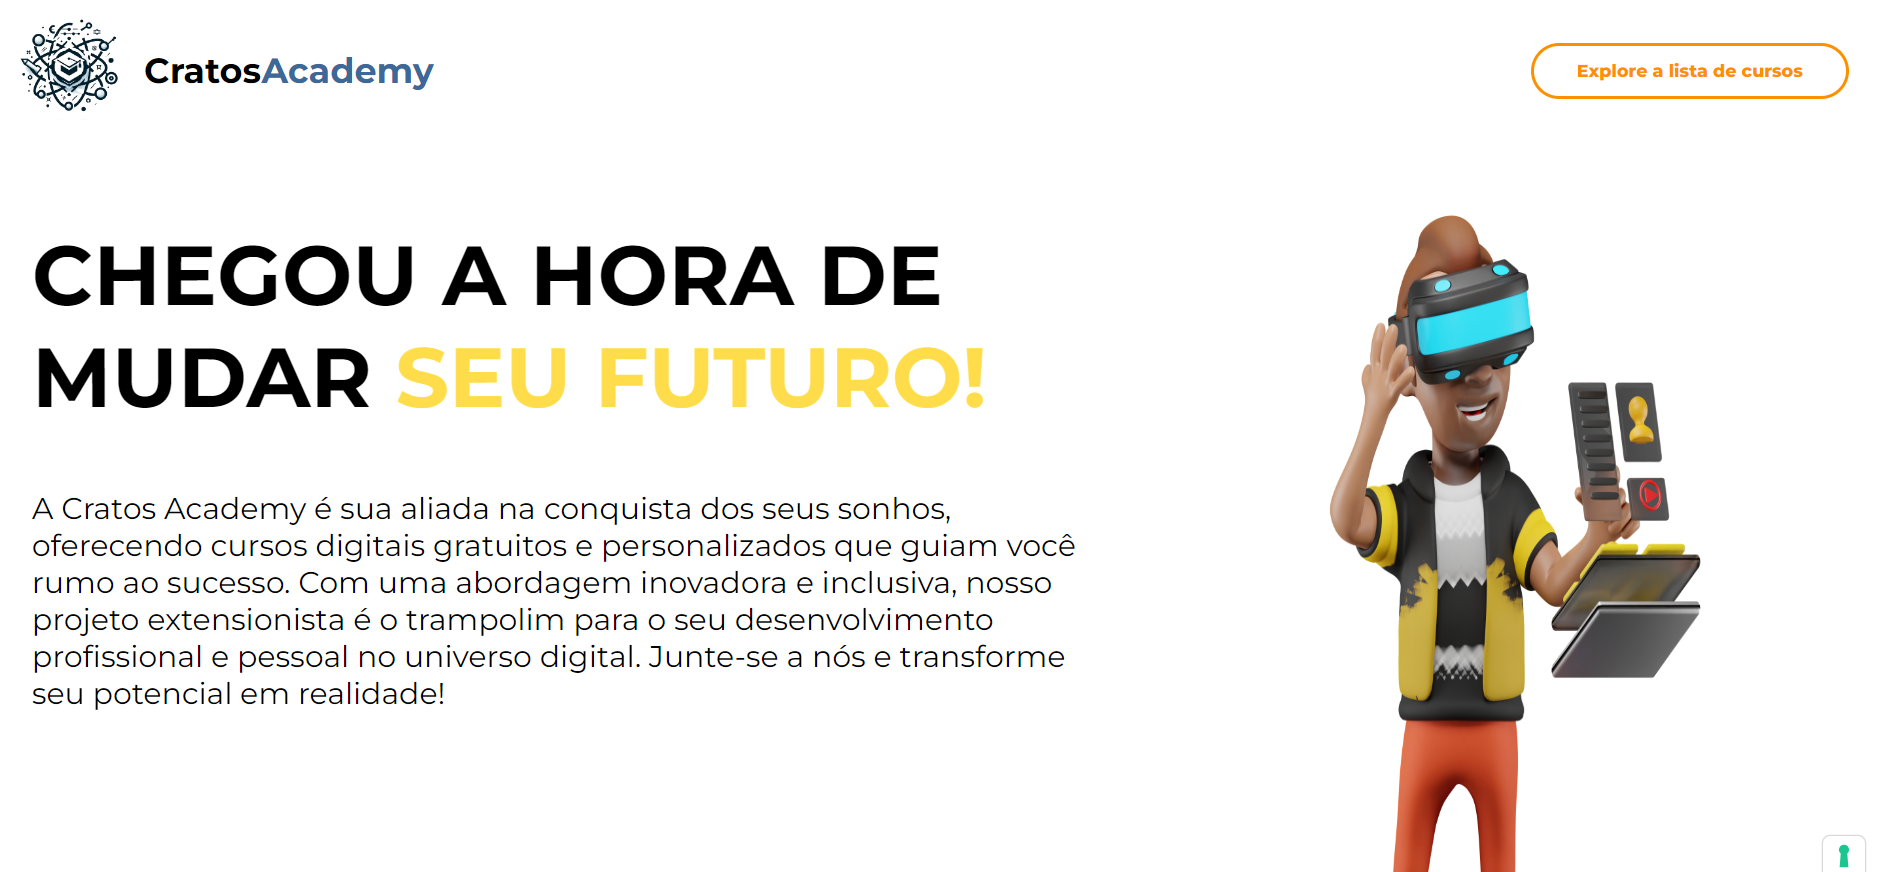 CratosAcademy
Explore a lista de cursos
CHEGOU A HORA DE
MUDAR SEU FUTURO!
A Cratos Academy é sua aliada na conquista dos seus sonhos,
oferecendo cursos digitais gratuitos e personalizados que guiam você
rumo ao sucesso. Com uma abordagem inovadora e inclusiva, nosso
projeto extensionista é o trampolim para o seu desenvolvimento
profissional e pessoal no universo digital. Junte-se a nós e transforme
seu potencial em realidade!